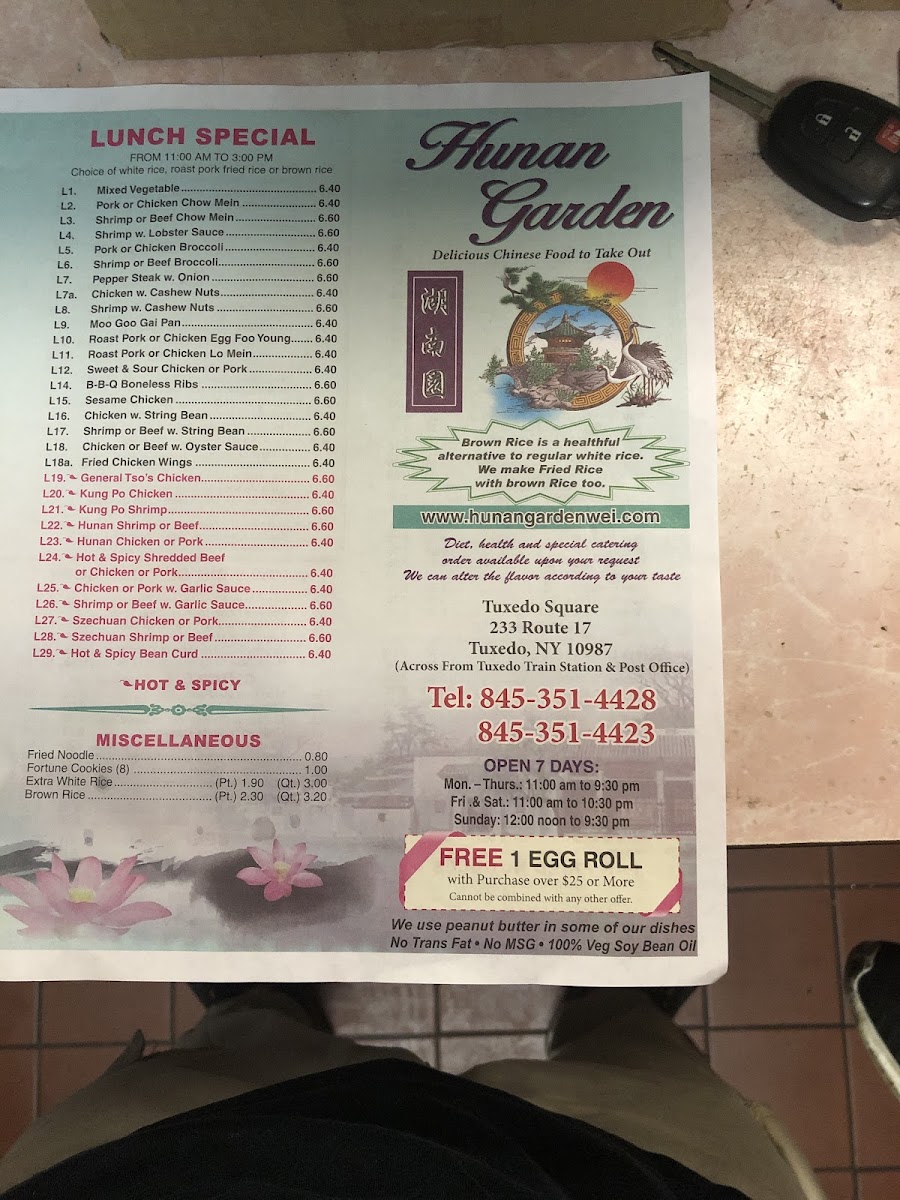 LUNCH SPECIAL
FROM 11:00 AM TO 3:00 PM
Choice of white rice, roast pork fried rice or brown rice
L1. Mixed Vegetable 6.40
L2. Pork or Chicken Chow Mein 6.40
L3. Shrimp or Beef Chow Mein 6.60
L4. Shrimp w. Lobster Sauce 6.60
L5. Pork or Chicken Broccoli 6.40
L6. Shrimp or Beef Broccoli 6.60
L7. Pepper Steak w. Onion 6.60
L7a. Chicken w. Cashew Nuts 6.40
L8. Shrimp w. Cashew Nuts 6.60
L9. Moo Goo Gai Pan 6.40
L10. Roast Pork or Chicken Egg Foo Young 6.40
L11. Roast Pork or Chicken Lo Mein 6.40
L12. Sweet & Sour Chicken or Pork 6.40
L14. B-B-Q Boneless Ribs 6.60
L15. Sesame Chicken 6.60
L16. Chicken w. String Bean 6.40
L17. Shrimp or Beef w. String Bean 6.60
L18. Chicken or Beef w. Oyster Sauce 6.40
L18a. Fried Chicken Wings 6.40
L19. General Tso's Chicken 6.60
L20. Kung Po Chicken 6.40
L21. Kung Po Shrimp 6.60
L22. Hunan Shrimp or Beef 6.60
L23. Hunan Chicken or Pork 6.40
L24. Hot & Spicy Shredded Beef
or Chicken or Pork 6.40
L25. Chicken or Pork w. Garlic Sauce 6.40
L26. Shrimp or Beef w. Garlic Sauce 6.60
L27. Szechuan Chicken or Pork 6.40
L28. Szechuan Shrimp or Beef 6.60
L29. Hot & Spicy Bean Curd 6.40
HOT & SPICY
MISCELLANEOUS
Fried Noodle 0.80
Fortune Cookies (8) 1.00
Extra White Rice (Pt.) 1.90 (Qt.) 3.00
Brown Rice (Pt.) 2.30 (Qt.) 3.20
Hunan
Garden
Delicious Chinese Food to Take Out
湖南園
Brown Rice is a healthful
alternative to regular white rice.
We make Fried Rice
with brown Rice too.
www.hunangardenwei.com
Diet, health and special catering
order available upon your request
We can alter the flavor according to your taste
Tuxedo Square
233 Route 17
Tuxedo, NY 10987
(Across From Tuxedo Train Station & Post Office)
Tel: 845-351-4428
845-351-4423
OPEN 7 DAYS:
Mon. – Thurs.: 11:00 am to 9:30 pm
Fri .& Sat.: 11:00 am to 10:30 pm
Sunday: 12:00 noon to 9:30 pm
FREE 1 EGG ROLL
with Purchase over $25 or More
Cannot be combined with any other offer.
We use peanut butter in some of our dishes
No Trans Fat • No MSG • 100% Veg Soy Bean Oil